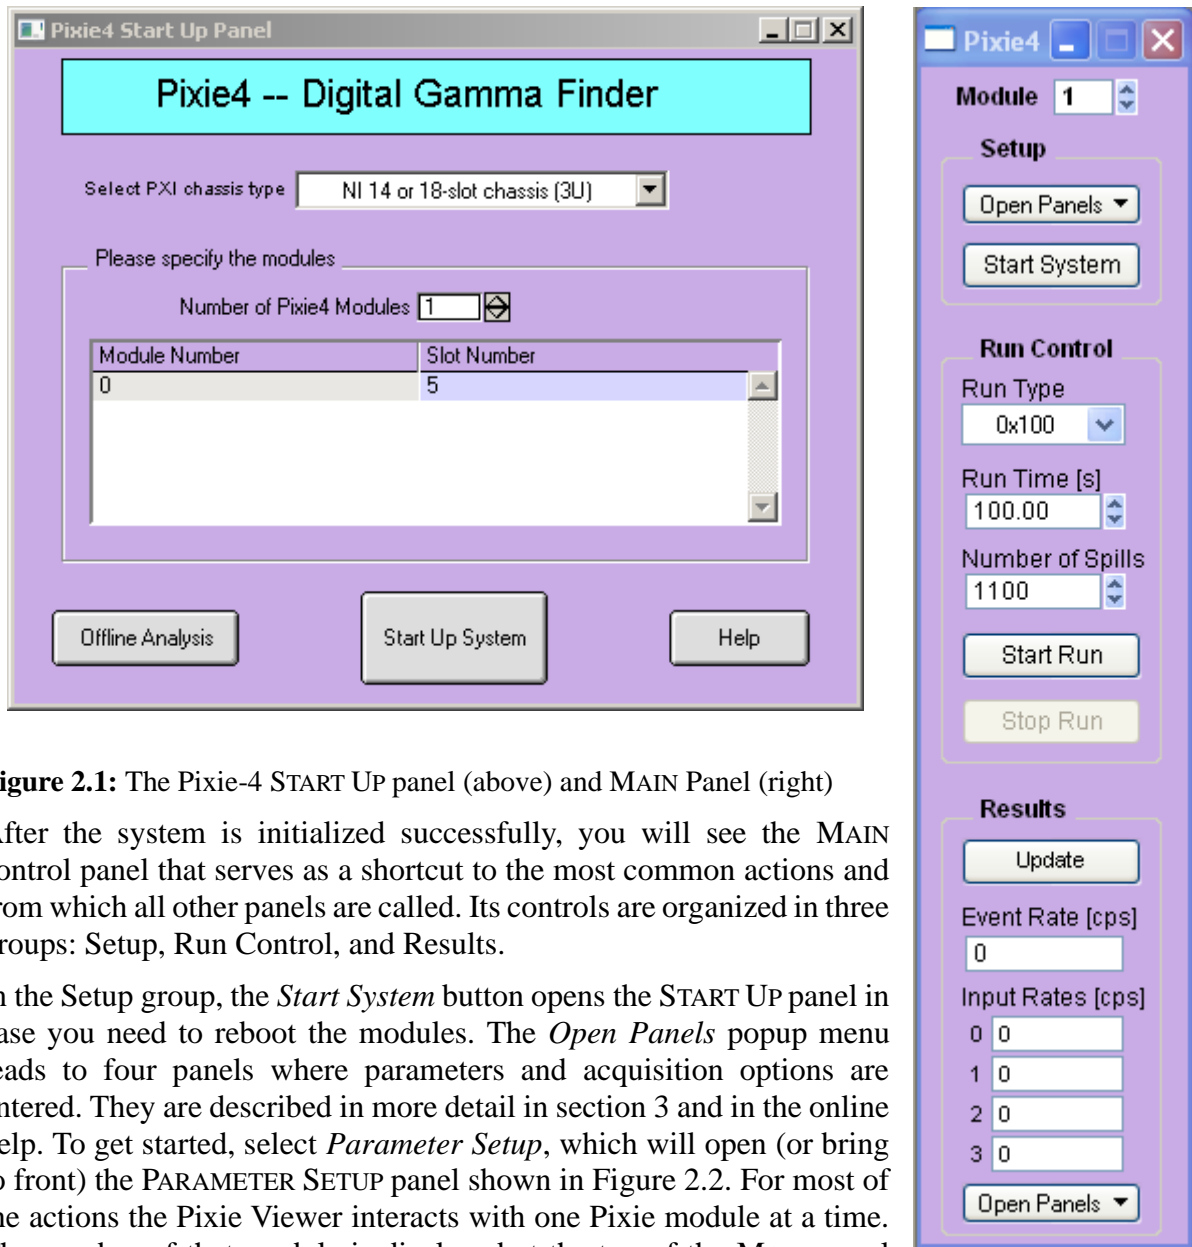 Pixie4 Start Up Panel
Pixie4 -- Digital Gamma Finder
Select PXI chassis type NI 14 or 18-slot chassis (3U)
Please specify the modules
Number of Pixie4 Modules 1
Module Number Slot Number
0 5
Offline Analysis Start Up System Help
Pixie4
Module 1
Setup
Open Panels
Start System
Run Control
Run Type
0x100
Run Time [s]
100.00
Number of Spills
1100
Start Run
Stop Run
Results
Update
Event Rate [cps]
0
Input Rates [cps]
0 0
1 0
2 0
3 0
Open Panels
igure 2.1: The Pixie-4 START UP panel (above) and MAIN Panel (right)
After the system is initialized successfully, you will see the MAIN
ontrol panel that serves as a shortcut to the most common actions and
rom which all other panels are called. Its controls are organized in three
roups: Setup, Run Control, and Results.
n the Setup group, the Start System button opens the START UP panel in
ase you need to reboot the modules. The Open Panels popup menu
eads to four panels where parameters and acquisition options are
ntered. They are described in more detail in section 3 and in the online
elp. To get started, select Parameter Setup, which will open (or bring
o front) the PARAMETER SETUP panel shown in Figure 2.2. For most of
he actions the Pixie Viewer interacts with one Pixie module at a time.